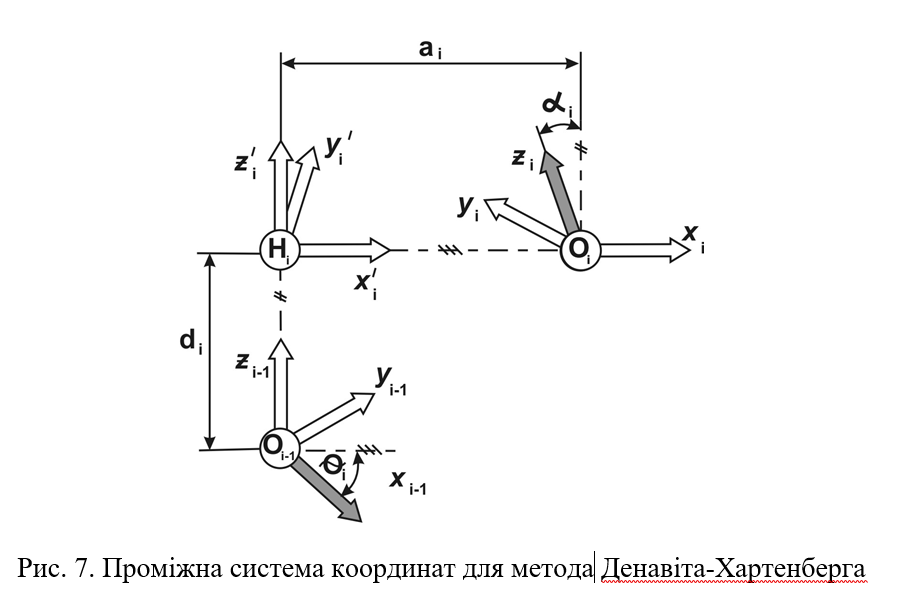 a i
α i
z' i
y' i
z i
y i
x i
H i
O i
x' i
d i
z i-1
y i-1
O i-1
Θ i
x i-1
Рис. 7. Проміжна система координат для метода Денавіта-Хартенберга